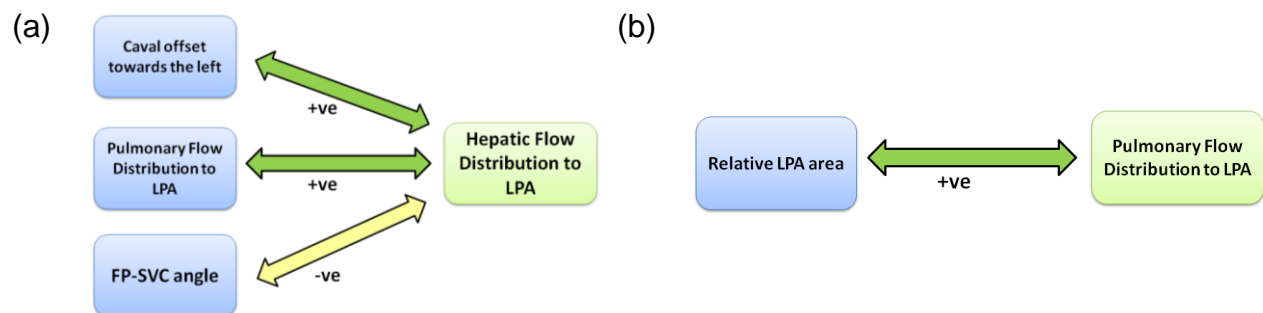 (a)
Caval offset
towards the left
+ve
Pulmonary Flow
Distribution to
LPA
+ve
FP-SVC angle
-ve
Hepatic Flow
Distribution to
LPA
(b)
Relative LPA area
+ve
Pulmonary Flow
Distribution to LPA